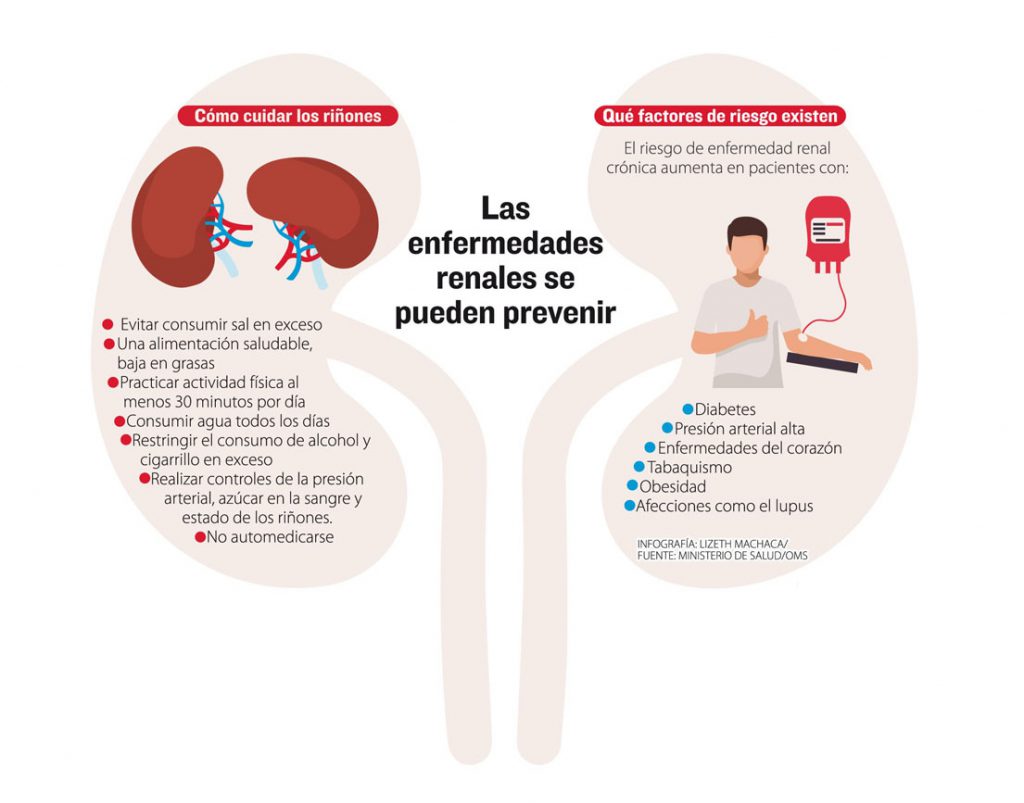 Cómo cuidar los riñones
Evitar consumir sal en exceso
Una alimentación saludable,
baja en grasas
Practicar actividad física al
menos 30 minutos por día
Consumir agua todos los días
Restringir el consumo de alcohol y
cigarrillo en exceso
Realizar controles de la presión
arterial, azúcar en la sangre y
estado de los riñones.
No automedicarse
Las
enfermedades
renales se
pueden prevenir
Qué factores de riesgo existen
El riesgo de enfermedad renal
crónica aumenta en pacientes con:
Diabetes
Presión arterial alta
Enfermedades del corazón
Tabaquismo
Obesidad
Afecciones como el lupus
INFOGRAFÍA: LIZETH MACHACA/
FUENTE: MINISTERIO DE SALUD/OMS